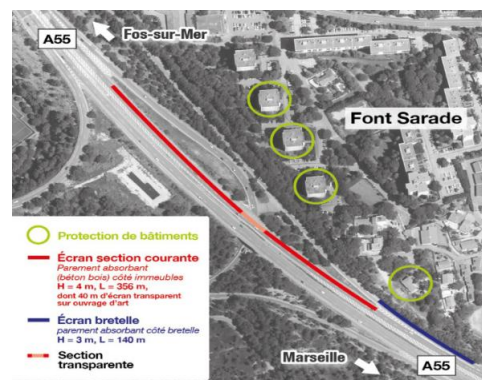 Fos-sur-Mer
A55
Font Sarade
Protection de bâtiments
Écran section courante
Parement absorbant
(béton bois) côté immeubles
H = 4 m, L = 356 m,
dont 40 m d'écran transparent
sur ouvrage d'art
Écran bretelle
parement absorbant côté bretelle
H = 3 m, L = 140 m
Section
transparente
Marseille
A55